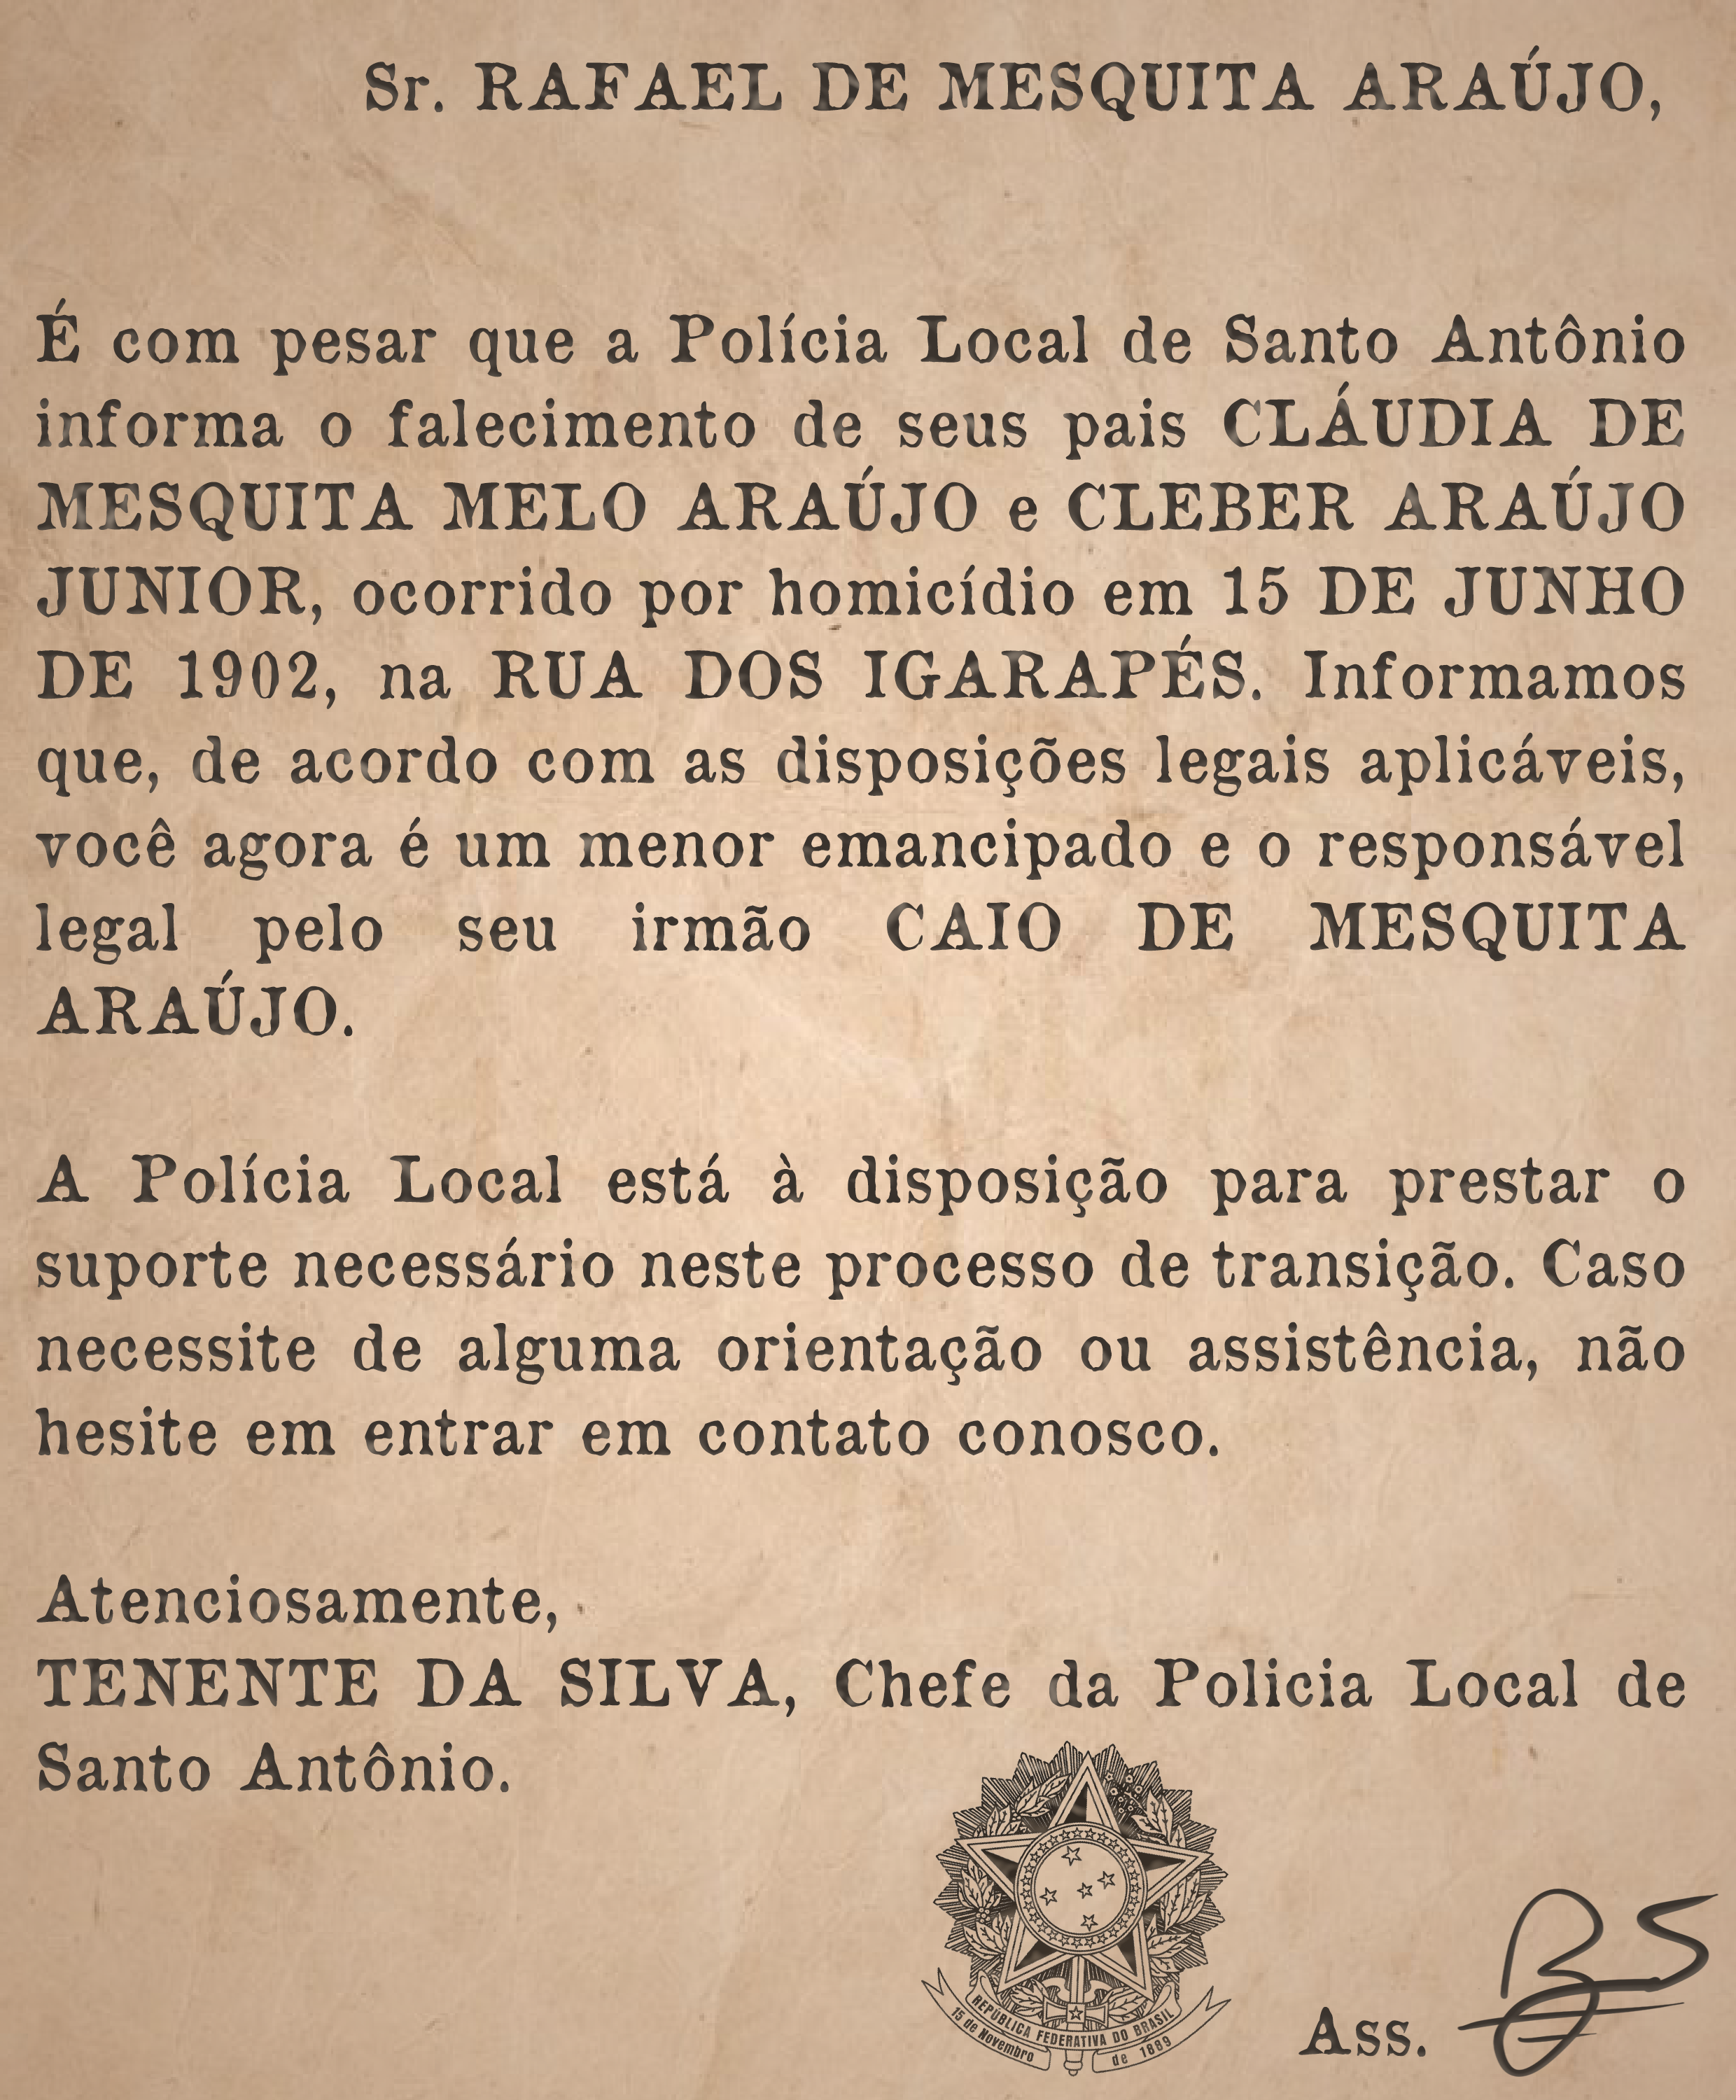 Sr. RAFAEL DE MESQUITA ARAÚJO,
É com pesar que a Polícia Local de Santo Antônio
informa o falecimento de seus pais CLÁUDIA DE
MESQUITA MELO ARAÚJO e CLEBER ARAÚJO
JUNIOR, ocorrido por homicídio em 15 DE JUNHO
DE 1902, na RUA DOS IGARAPÉS. Informamos
que, de acordo com as disposições legais aplicáveis,
você agora é um menor emancipado e o responsável
legal pelo seu irmão CAIO DE MESQUITA
ARAÚJO.
A Polícia Local está à disposição para prestar o
suporte necessário neste processo de transição. Caso
necessite de alguma orientação ou assistência, não
hesite em entrar em contato conosco.
Atenciosamente,
TENENTE DA SILVA, Chefe da Policia Local de
Santo Antônio.
REPÚBLICA FEDERATIVA DO BRASIL
15 de Novembro de 1889
Ass.